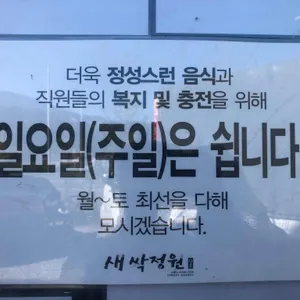 더욱 정성스런 음식과
직원들의 복지 및 충전을 위해
일요일(주일)은 쉽니다
월~토 최선을 다해
모시겠습니다.
새싹정원